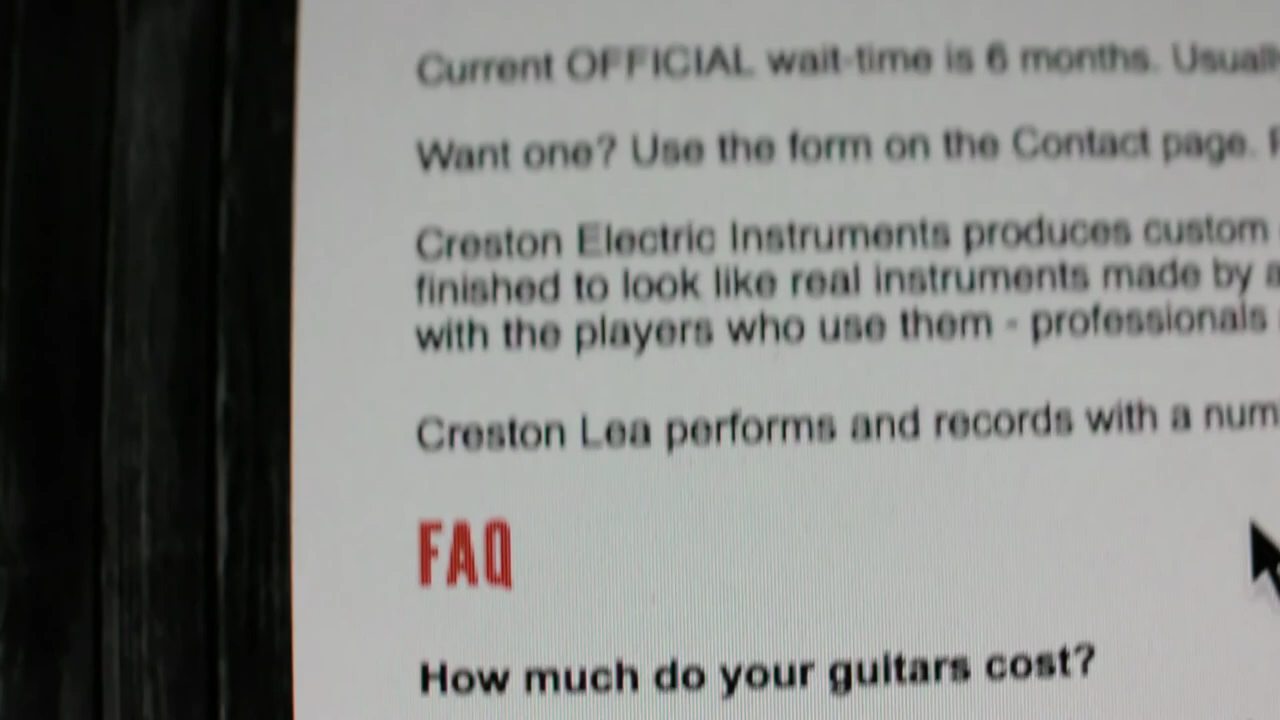 Current OFFICIAL wait-time is 6 months.
Want one? Use the form on the Contact page.
Creston Electric Instruments produces custom
finished to look like real instruments made by
with the players who use them - professionals
Creston Lea performs and records with a
FAQ
How much do your guitars cost?